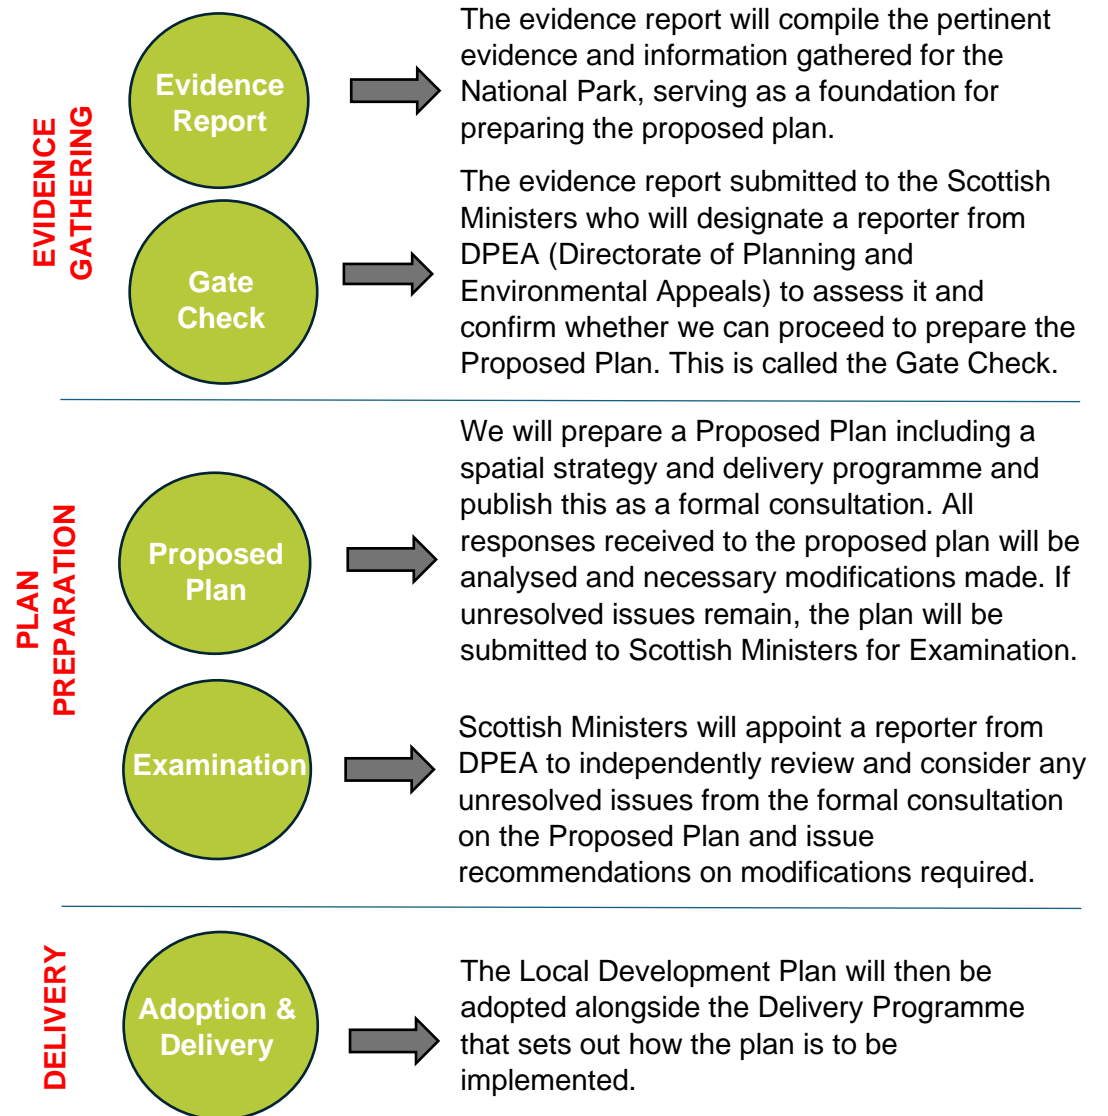 EVIDENCE
GATHERING
Evidence
Report
The evidence report will compile the pertinent
evidence and information gathered for the
National Park, serving as a foundation for
preparing the proposed plan.
Gate
Check
The evidence report submitted to the Scottish
Ministers who will designate a reporter from
DPEA (Directorate of Planning and
Environmental Appeals) to assess it and
confirm whether we can proceed to prepare the
Proposed Plan. This is called the Gate Check.
PLAN
PREPARATION
Proposed
Plan
We will prepare a Proposed Plan including a
spatial strategy and delivery programme and
publish this as a formal consultation. All
responses received to the proposed plan will be
analysed and necessary modifications made. If
unresolved issues remain, the plan will be
submitted to Scottish Ministers for Examination.
Examination
Scottish Ministers will appoint a reporter from
DPEA to independently review and consider any
unresolved issues from the formal consultation
on the Proposed Plan and issue
recommendations on modifications required.
DELIVERY
Adoption &
Delivery
The Local Development Plan will then be
adopted alongside the Delivery Programme
that sets out how the plan is to be
implemented.